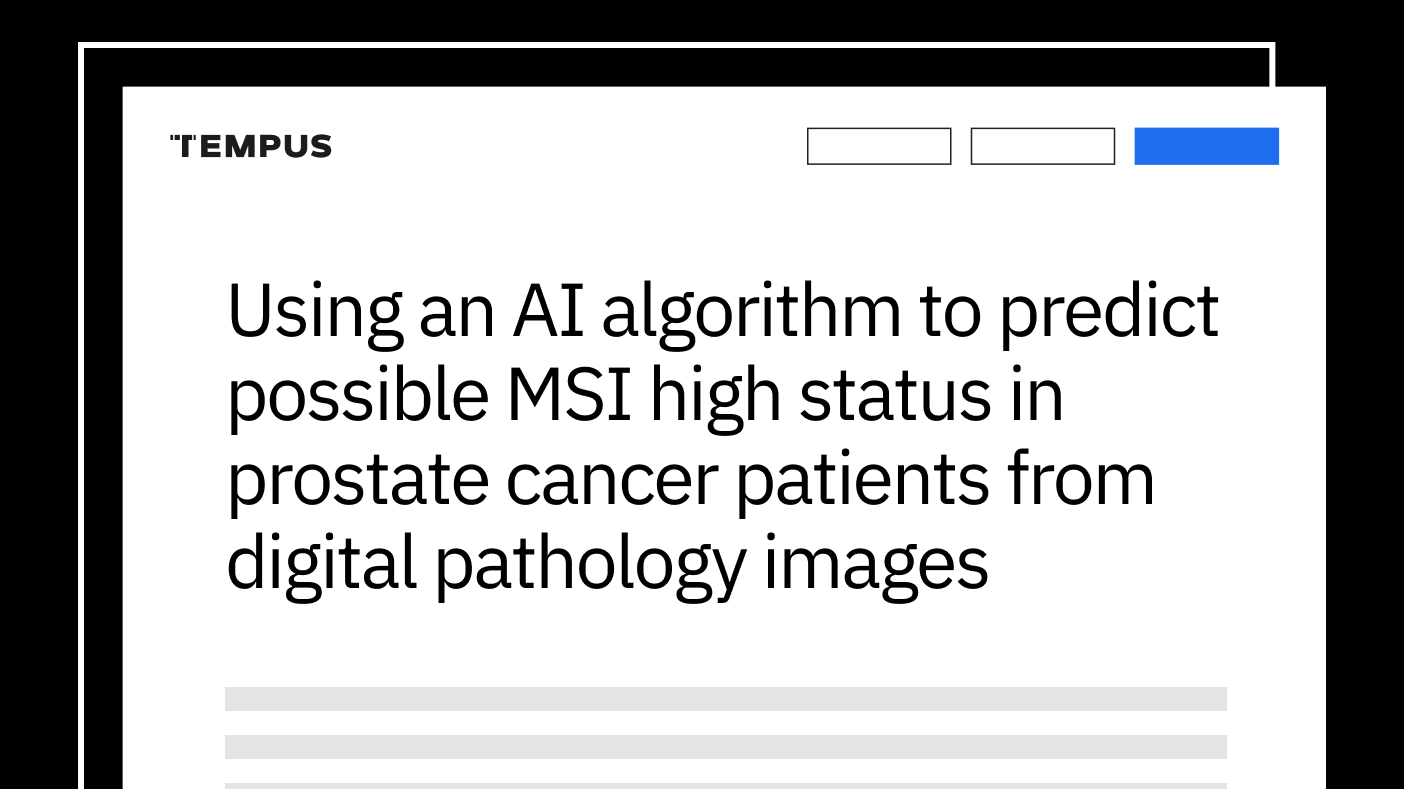 TEMPUS
Using an AI algorithm to predict
possible MSI high status in
prostate cancer patients from
digital pathology images